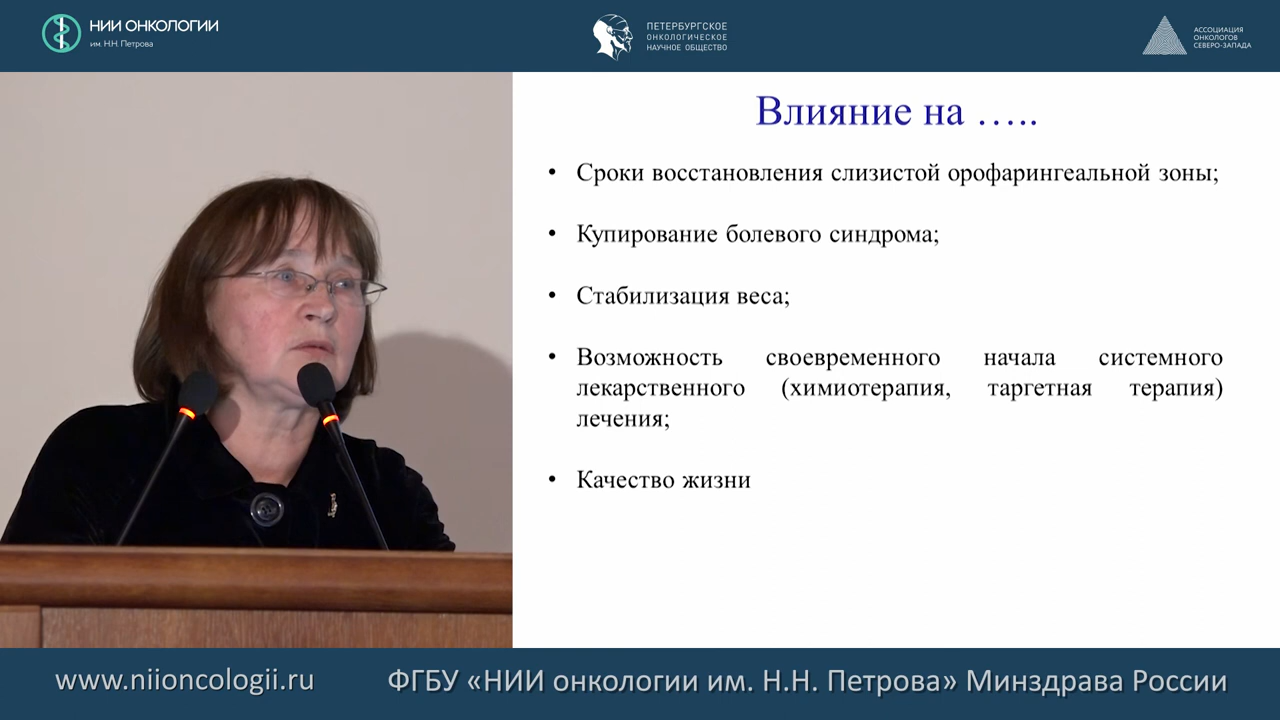 НИИ ОНКОЛОГИИ
им. Н.Н. Петрова
ПЕТЕРБУРГСКОЕ
ОНКОЛОГИЧЕСКОЕ
НАУЧНОЕ ОБЩЕСТВО
АССОЦИАЦИЯ
ОНКОЛОГОВ
СЕВЕРО-ЗАПАДА
Влияние на …..
• Сроки восстановления слизистой орофарингеальной зоны;
• Купирование болевого синдрома;
• Стабилизация веса;
• Возможность своевременного начала системного
лекарственного (химиотерапия, таргетная терапия)
лечения;
• Качество жизни
www.niioncologii.ru
ФГБУ «НИИ онкологии им. Н.Н. Петрова» Минздрава России